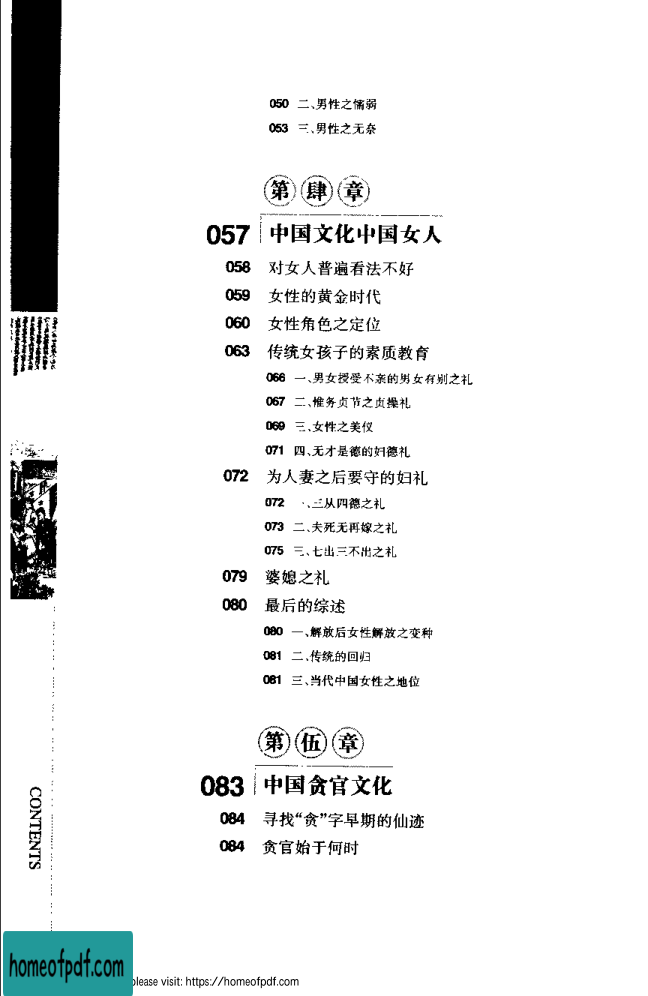 050 二、男性之懦弱
053 三、男性之无奈
第肆章
057 中国文化中国女人
058 对女人普遍看法不好
059 女性的黄金时代
060 女性角色之定位
063 传统女孩子的素质教育
066 一、男女授受不亲的男女有别之礼
067 二、惟务贞节之贞操礼
069 三、女性之美仪
071 四、无才是德的妇德礼
072 为人妻之后要守的妇礼
072 一、三从四德之礼
073 二、夫死无再嫁之礼
075 三、七出三不出之礼
079 婆媳之礼
080 最后的综述
080 一、解放后女性解放之变种
081 二、传统的回归
081 三、当代中国女性之地位
第伍章
083 中国贪官文化
084 寻找“贪”字早期的仙迹
084 贪官始于何时
CONTENTS
homeofpdf.com
please visit: https://homeofpdf.com